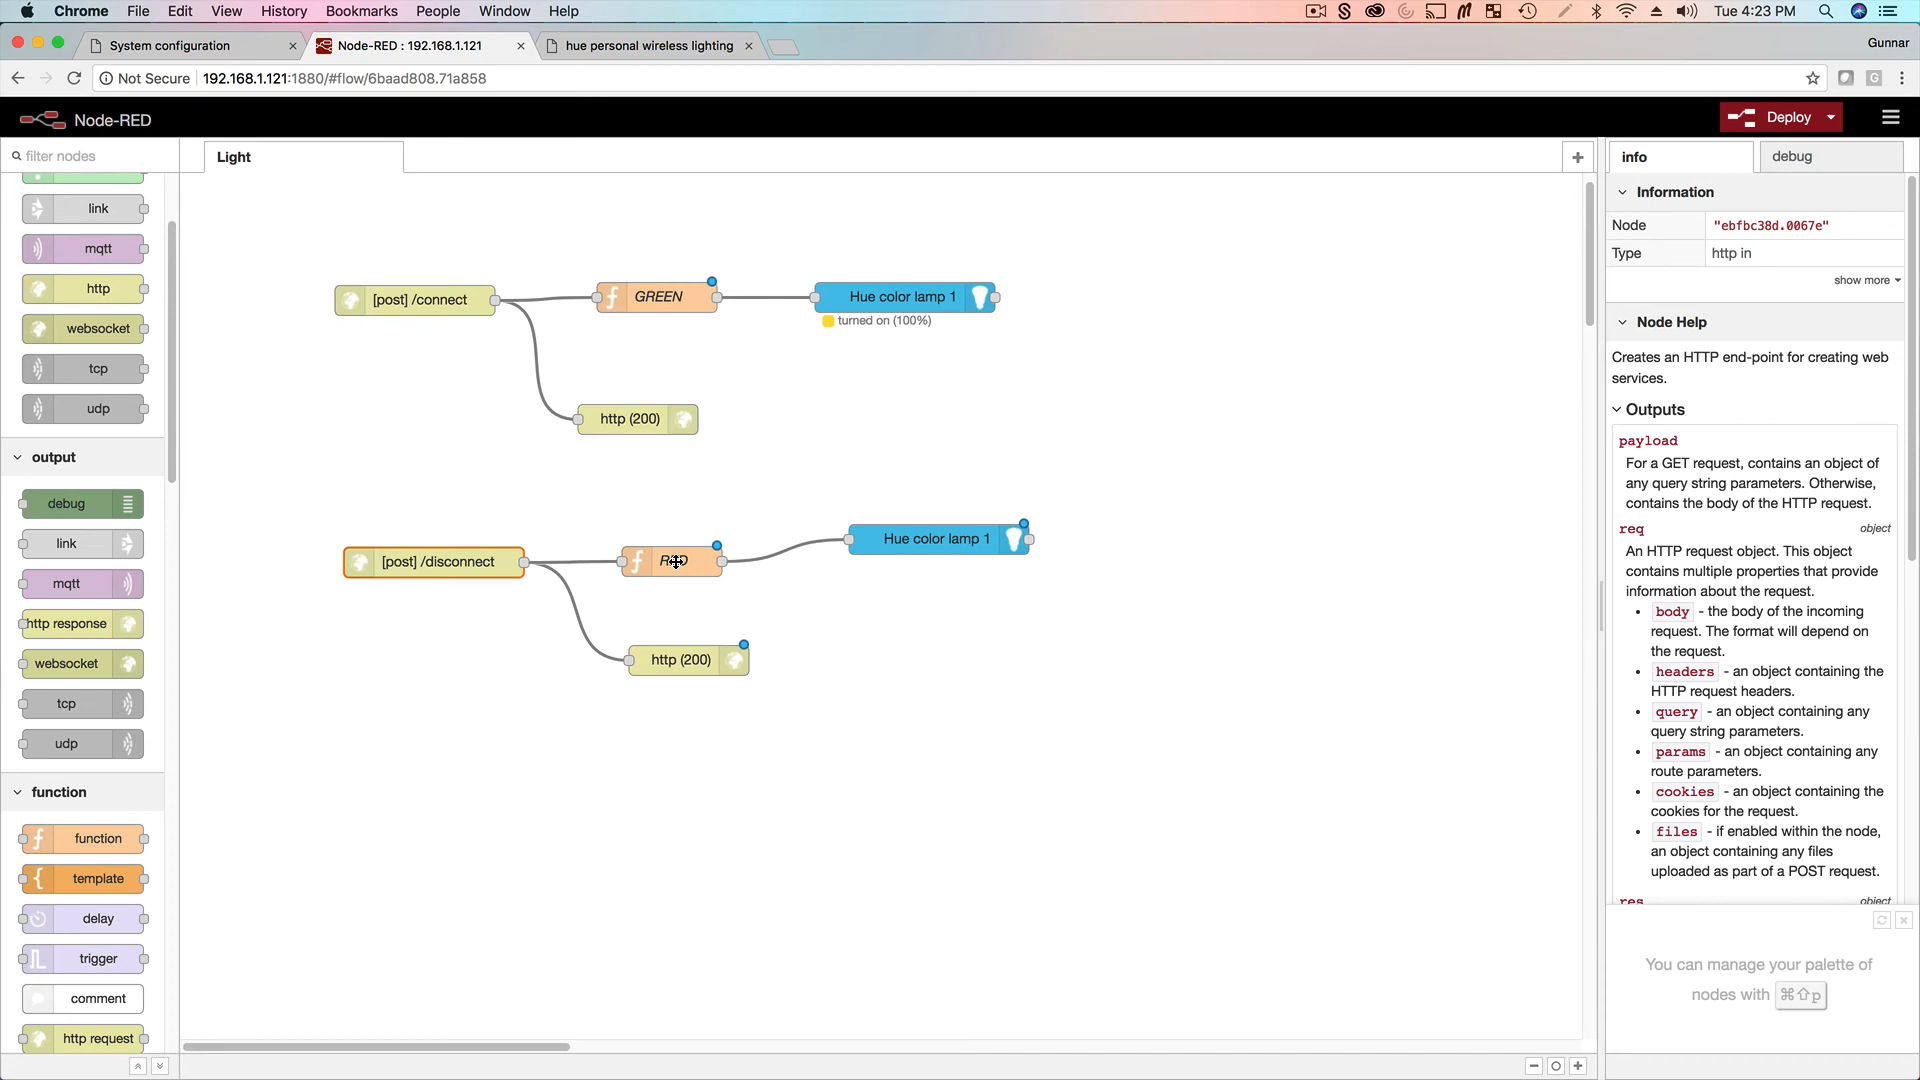 Chrome File Edit View History Bookmarks People Window Help Tue 4:23 PM
System configuration Node-RED : 192.168.1.121 hue personal wireless lighting Gunnar
Not Secure 192.168.1.121:1880/#flow/6baad808.71a858
Node-RED Deploy
filter nodes
Light
info debug
link
mqtt
http
websocket
tcp
udp
output
debug
link
mqtt
http response
websocket
tcp
udp
function
function
template
delay
trigger
comment
http request
[post] /connect GREEN Hue color lamp 1
turned on (100%)
http (200)
Hue color lamp 1
[post] /disconnect
http (200)
Information
Node "ebfbc38d.0067e"
Type http in
show more
Node Help
Creates an HTTP end-point for creating web
services.
Outputs
payload
For a GET request, contains an object of
any query string parameters. Otherwise,
contains the body of the HTTP request.
req object
An HTTP request object. This object
contains multiple properties that provide
information about the request.
• body - the body of the incoming
request. The format will depend on
the request.
• headers - an object containing the
HTTP request headers.
• query - an object containing any
query string parameters.
• params - an object containing any
route parameters.
• cookies - an object containing the
cookies for the request.
• files - if enabled within the node,
an object containing any files
uploaded as part of a POST request.
res object
You can manage your palette of
nodes with ⌘⇧p